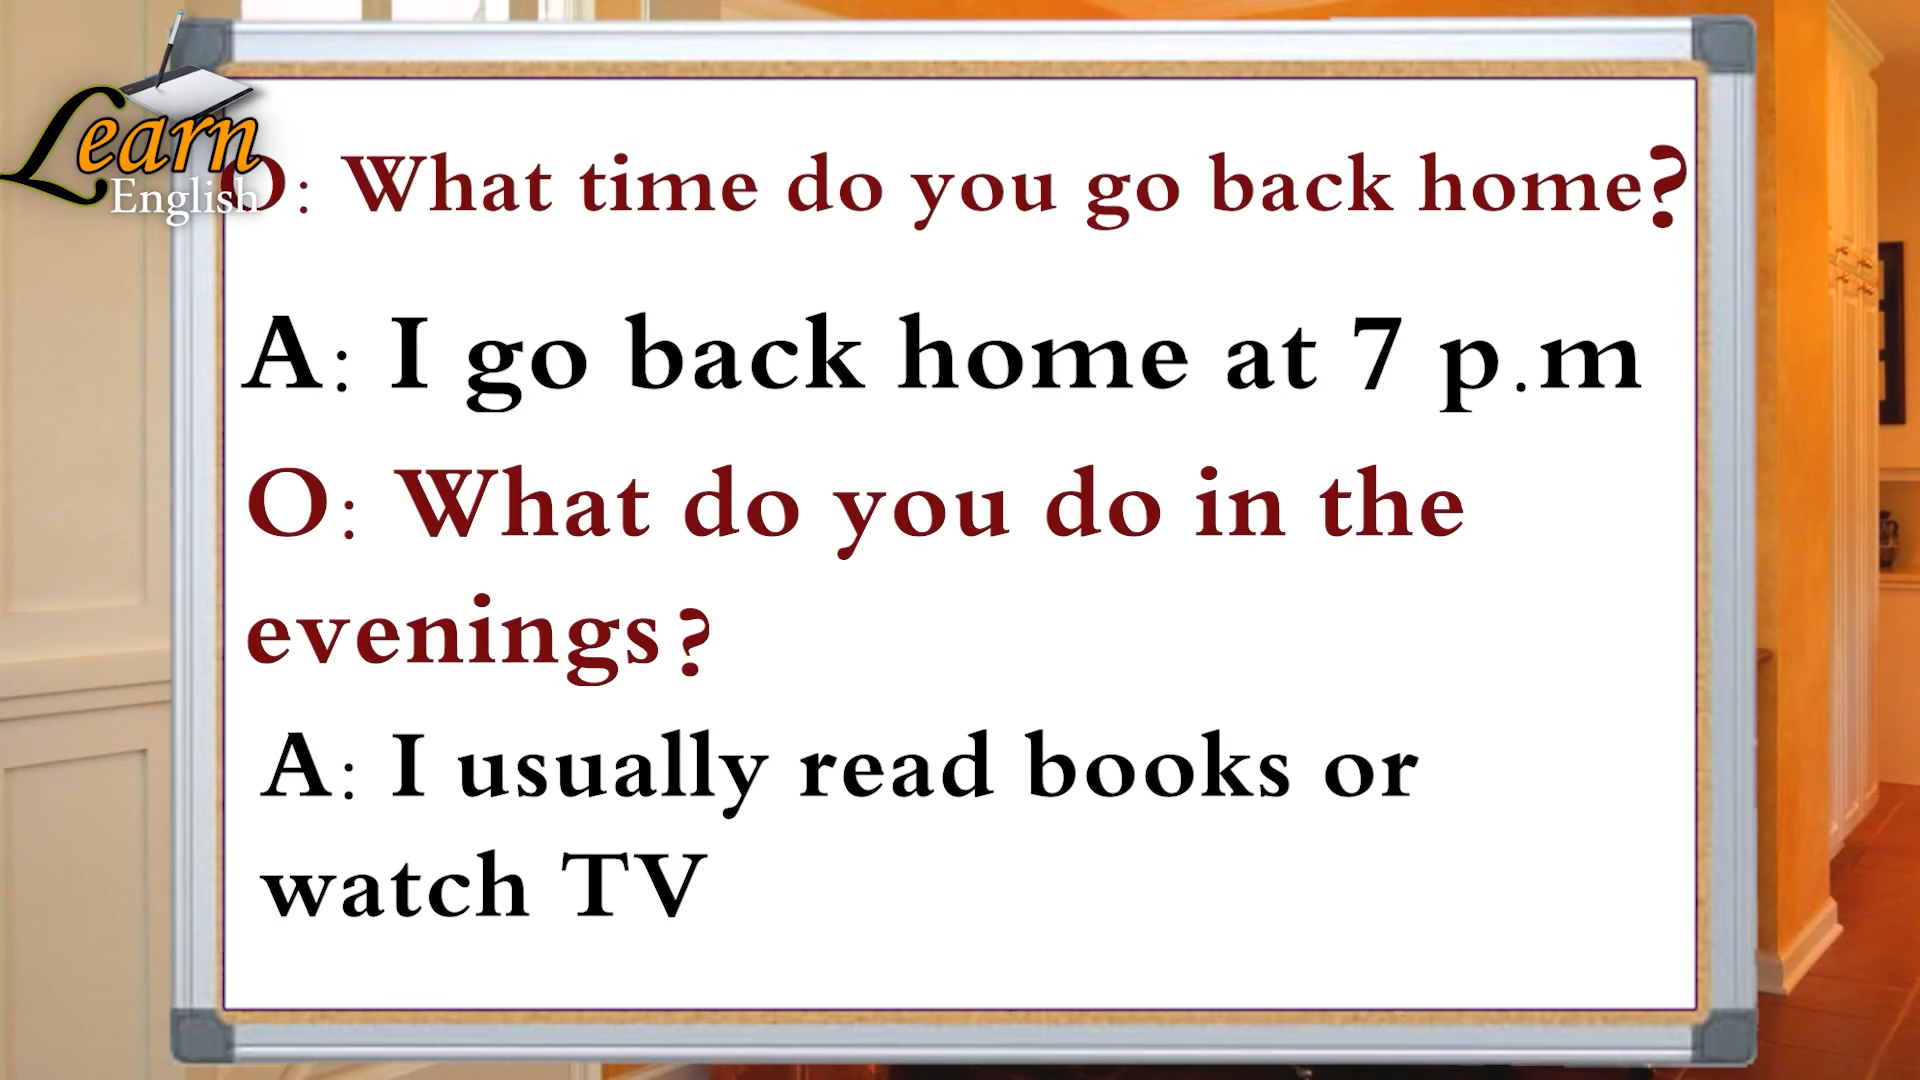 Learn
English
O: What time do you go back home?
A: I go back home at 7 p.m
O: What do you do in the
evenings?
A: I usually read books or
watch TV